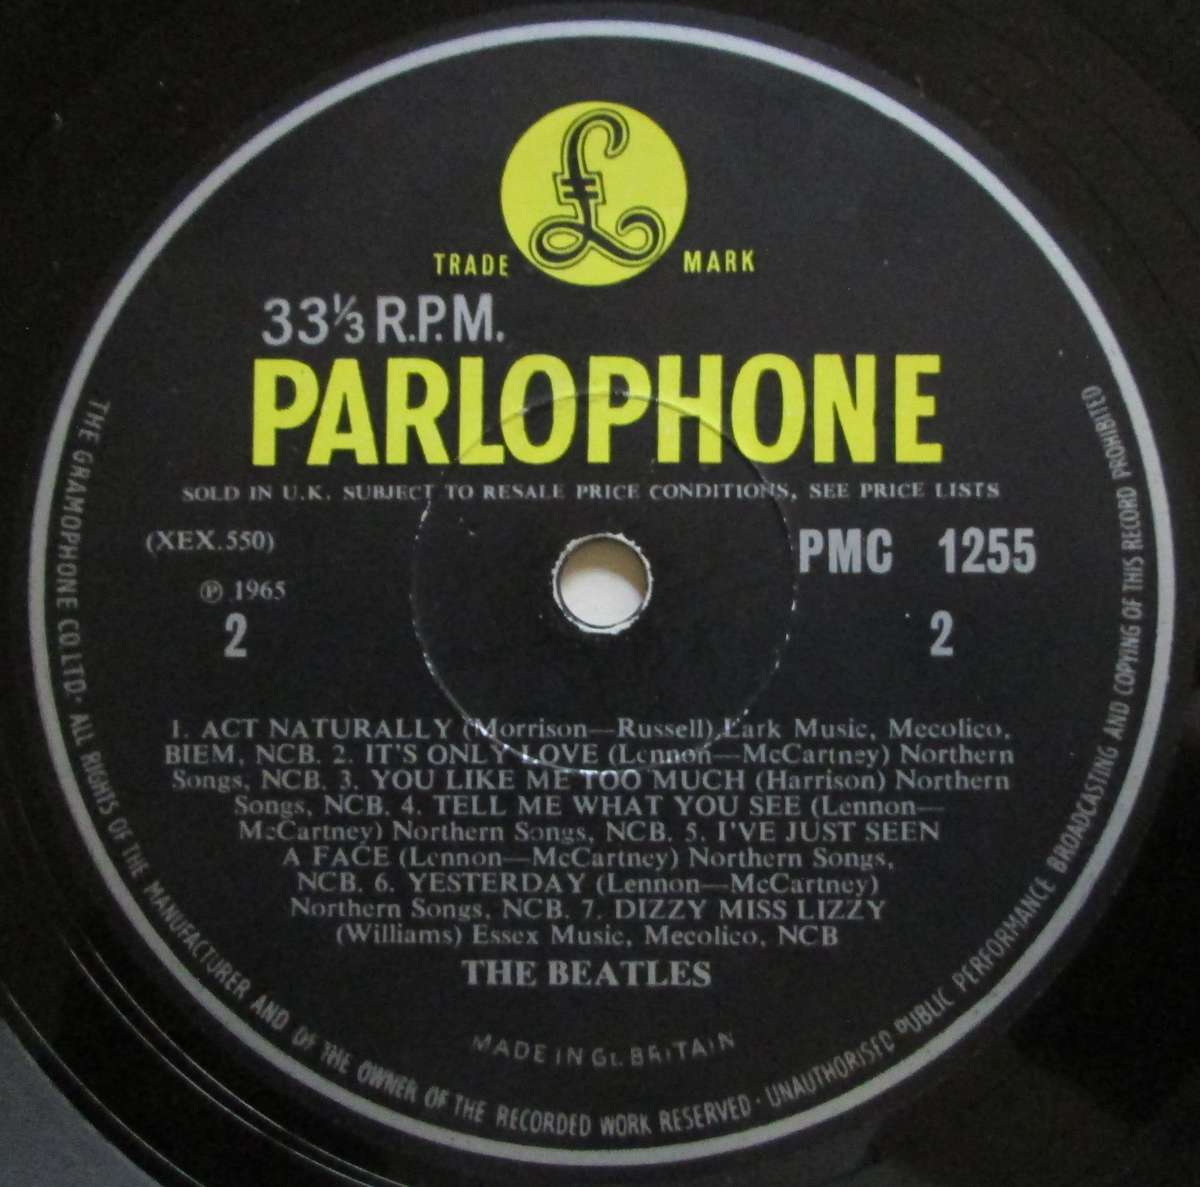 TRADE MARK
33⅓ R.P.M.
PARLOPHONE
SOLD IN U.K. SUBJECT TO RESALE PRICE CONDITIONS, SEE PRICE LISTS
(XEX.550)
PMC 1255
℗ 1965
2
2
1. ACT NATURALLY (Morrison—Russell) Lark Music, Mecolico,
BIEM, NCB. 2. IT'S ONLY LOVE (Lennon—McCartney) Northern
Songs, NCB. 3. YOU LIKE ME TOO MUCH (Harrison) Northern
Songs, NCB. 4. TELL ME WHAT YOU SEE (Lennon—
McCartney) Northern Songs, NCB. 5. I'VE JUST SEEN
A FACE (Lennon—McCartney) Northern Songs,
NCB. 6. YESTERDAY (Lennon—McCartney)
Northern Songs, NCB. 7. DIZZY MISS LIZZY
(Williams) Essex Music, Mecolico, NCB
THE BEATLES
MADE IN GT. BRITAIN
THE GRAMOPHONE CO. LTD· ALL RIGHTS OF THE MANUFACTURER AND OF THE OWNER OF THE RECORDED WORK RESERVED · UNAUTHORISED PUBLIC PERFORMANCE BROADCASTING AND COPYING OF THIS RECORD PROHIBITED